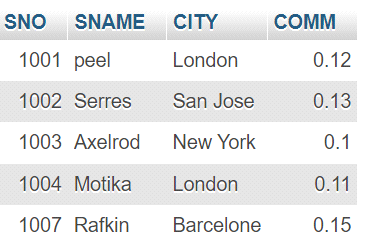 SNO SNAME CITY COMM
1001 peel London 0.12
1002 Serres San Jose 0.13
1003 Axelrod New York 0.1
1004 Motika London 0.11
1007 Rafkin Barcelone 0.15